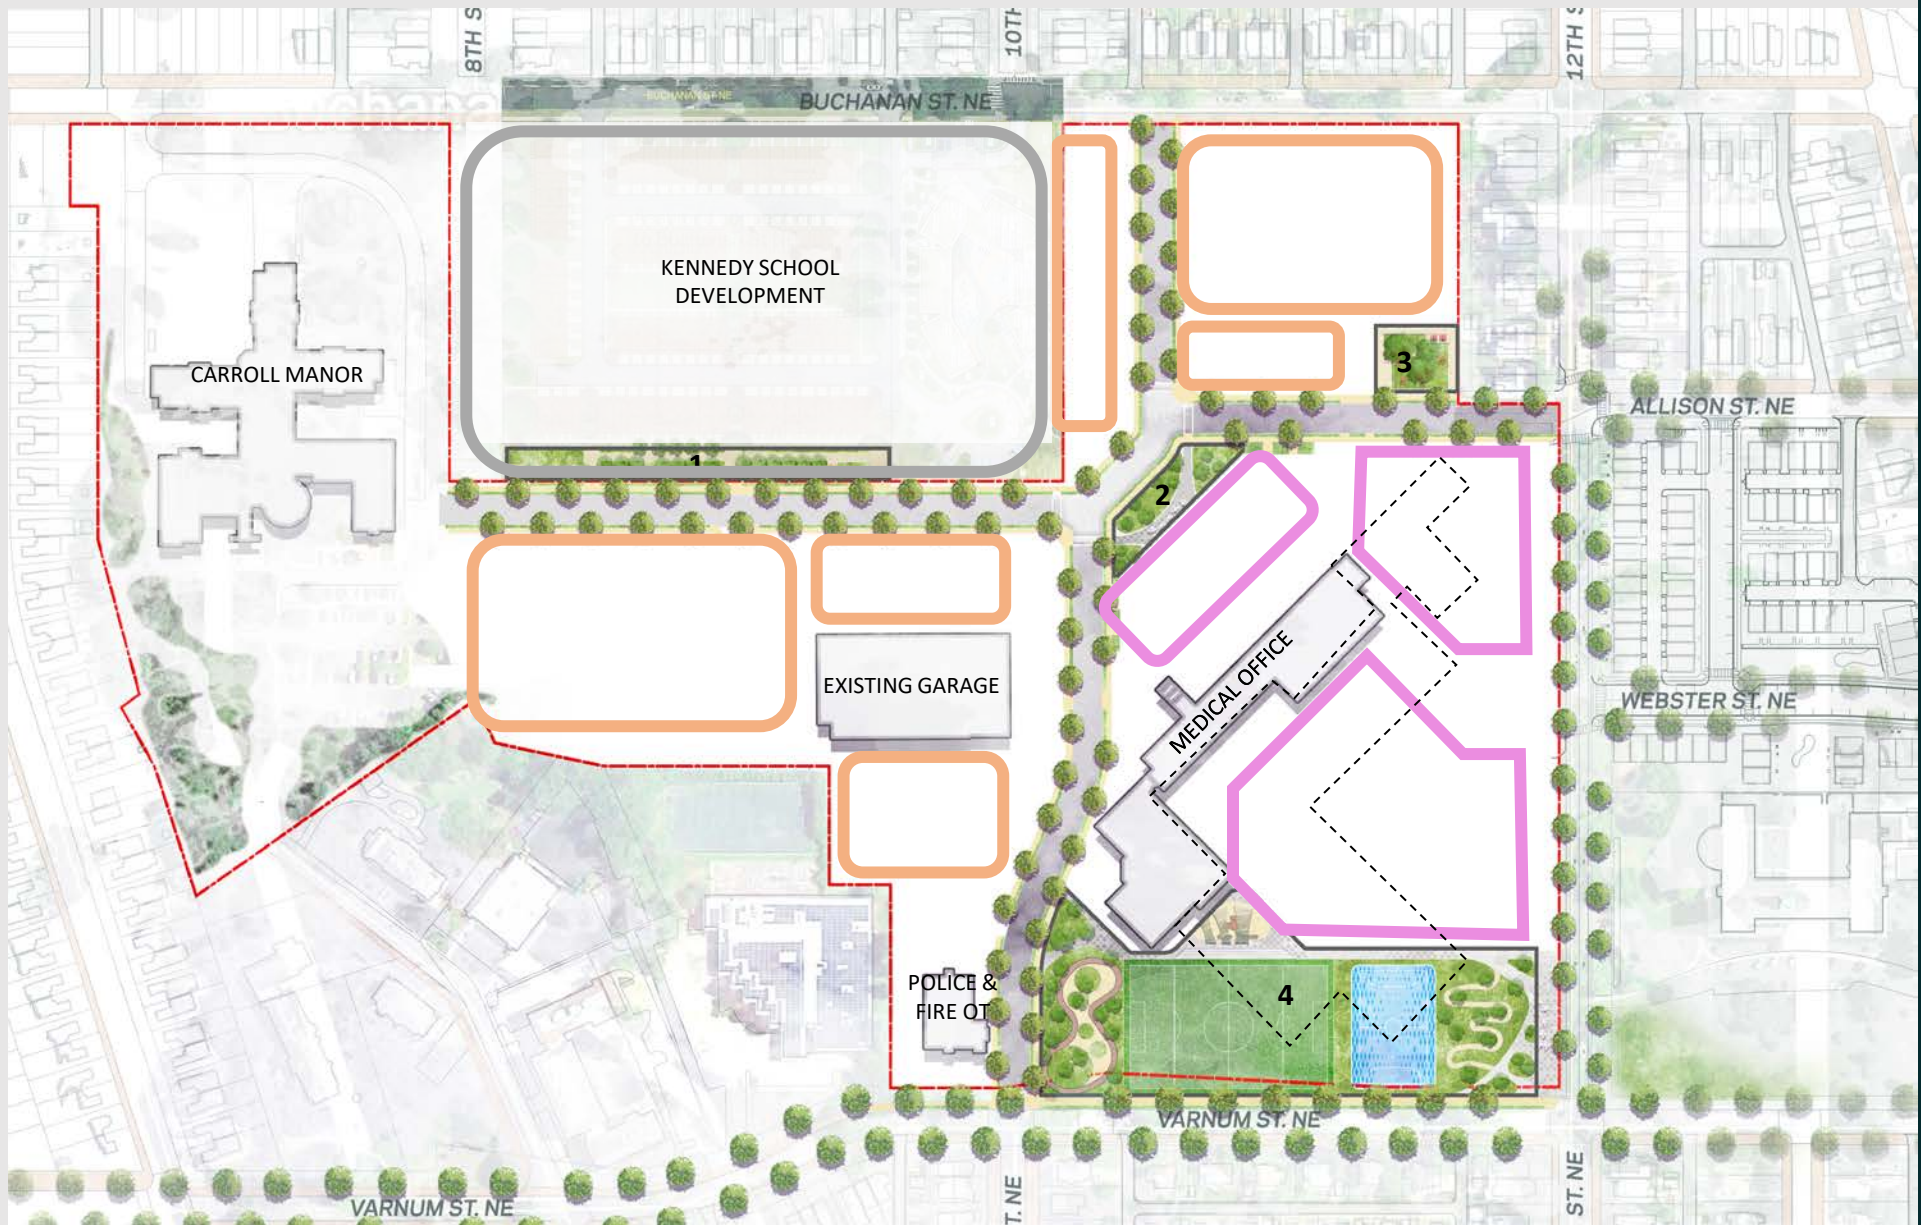 8TH S
10TH
12TH S
BUCHANAN ST. NE
BUCHANAN ST. NE
KENNEDY SCHOOL
DEVELOPMENT
CARROLL MANOR
3
ALLISON ST. NE
1
2
MEDICAL OFFICE
EXISTING GARAGE
WEBSTER ST. NE
POLICE &
FIRE OT
4
VARNUM ST. NE
VARNUM ST. NE
T. NE
ST. NE